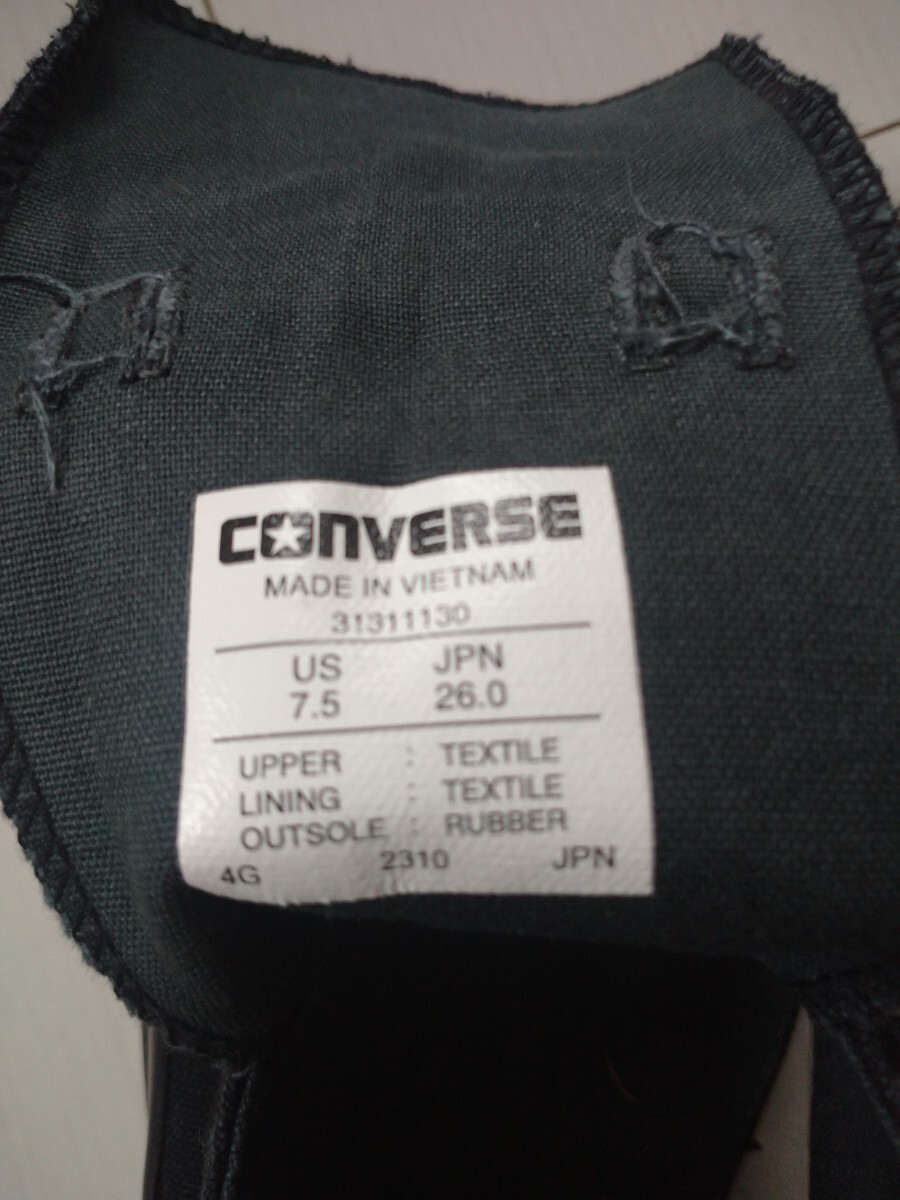 CONVERSE
MADE IN VIETNAM
31311130
US JPN
7.5 26.0
UPPER : TEXTILE
LINING : TEXTILE
OUTSOLE : RUBBER
4G 2310 JPN